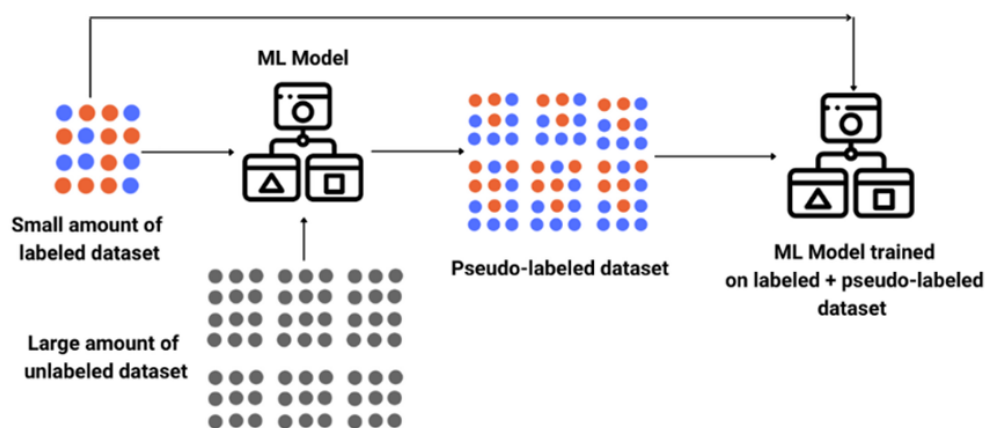 ML Model
Small amount of
labeled dataset
Pseudo-labeled dataset
ML Model trained
on labeled + pseudo-labeled
dataset
Large amount of
unlabeled dataset